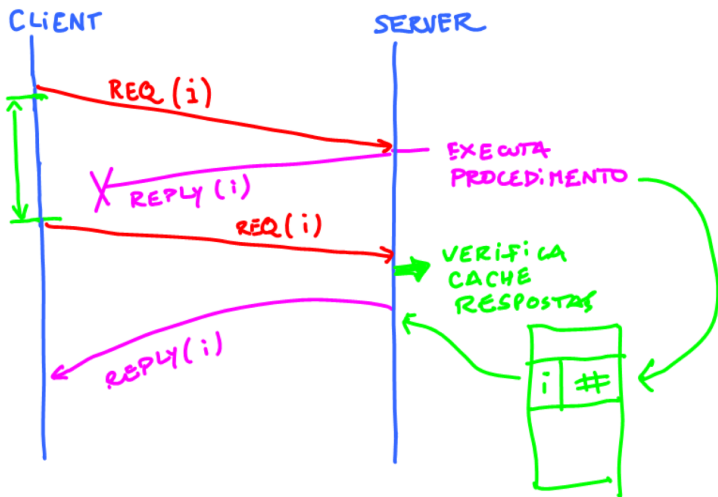 CLIENT
SERVER
REQ (i)
EXECUTA
PROCEDIMENTO
REPLY (i)
REQ(i)
VERIFICA
CACHE
RESPOSTAS
REPLY(i)
i #